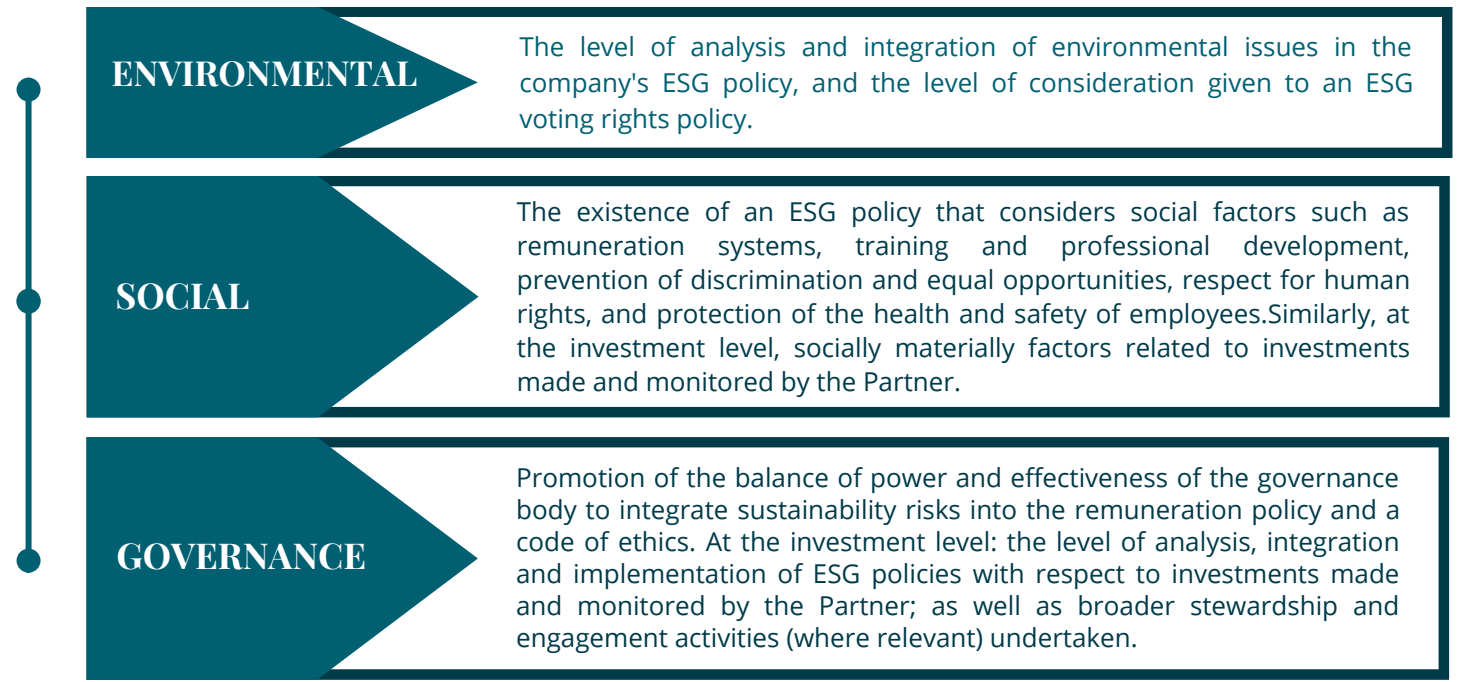 ENVIRONMENTAL
The level of analysis and integration of environmental issues in the
company's ESG policy, and the level of consideration given to an ESG
voting rights policy.
SOCIAL
The existence of an ESG policy that considers social factors such as
remuneration systems, training and professional development,
prevention of discrimination and equal opportunities, respect for human
rights, and protection of the health and safety of employees.Similarly, at
the investment level, socially materially factors related to investments
made and monitored by the Partner.
GOVERNANCE
Promotion of the balance of power and effectiveness of the governance
body to integrate sustainability risks into the remuneration policy and a
code of ethics. At the investment level: the level of analysis, integration
and implementation of ESG policies with respect to investments made
and monitored by the Partner; as well as broader stewardship and
engagement activities (where relevant) undertaken.